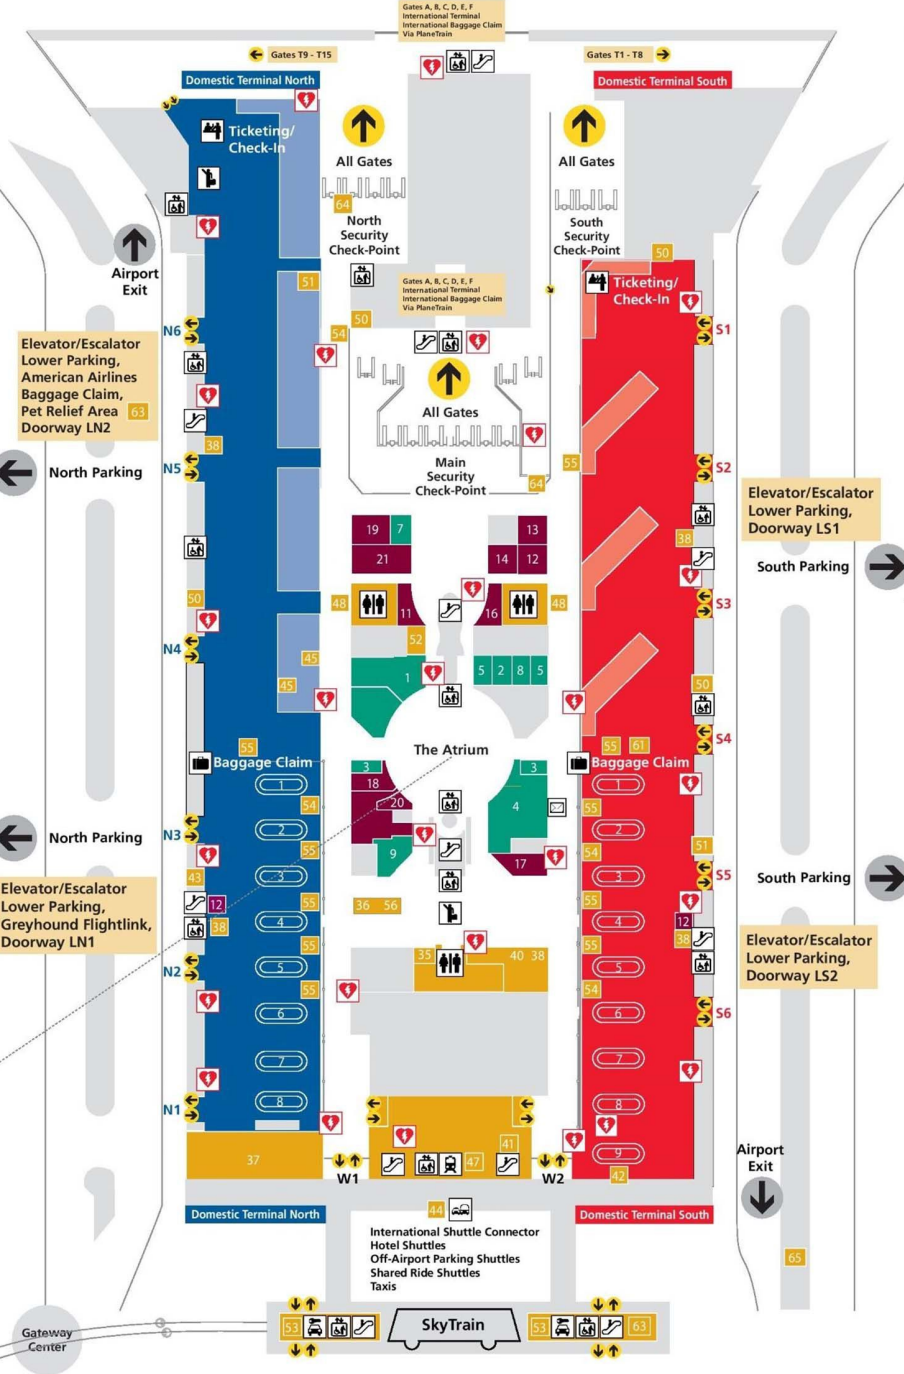 Gates A, B, C, D, E, F
International Terminal
International Baggage Claim
Via PlaneTrain
Gates T9 - T15
Gates T1 - T8
Domestic Terminal North
Domestic Terminal South
Ticketing/
Check-In
All Gates
All Gates
64
North
Security
Check-Point
South
Security
Check-Point
50
Airport
Exit
51
Gates A, B, C, D, E, F
International Terminal
International Baggage Claim
Via PlaneTrain
Ticketing/
Check-In
N6
50
54
S1
Elevator/Escalator
Lower Parking,
American Airlines
Baggage Claim,
Pet Relief Area 63
Doorway LN2
All Gates
38
North Parking
N5
Main
Security
Check-Point
55
64
S2
Elevator/Escalator
Lower Parking,
Doorway LS1
19
7
13
38
21
14
12
South Parking
50
48
11
16
48
S3
N4
52
45
45
1
5
2
8
5
50
55
The Atrium
55
61
S4
Baggage Claim
Baggage Claim
1
3
3
1
18
54
20
4
55
North Parking
N3
2
2
55
9
54
51
43
3
17
3
S5
South Parking
Elevator/Escalator
Lower Parking,
Greyhound Flightlink,
Doorway LN1
12
38
55
36
56
55
12
38
4
4
Elevator/Escalator
Lower Parking,
Doorway LS2
55
35
40
38
55
N2
5
5
55
54
6
6
S6
7
7
N1
8
8
37
41
47
9
42
W1
W2
Airport
Exit
Domestic Terminal North
44
Domestic Terminal South
International Shuttle Connector
Hotel Shuttles
Off-Airport Parking Shuttles
Shared Ride Shuttles
Taxis
65
Gateway
Center
53
SkyTrain
53
63